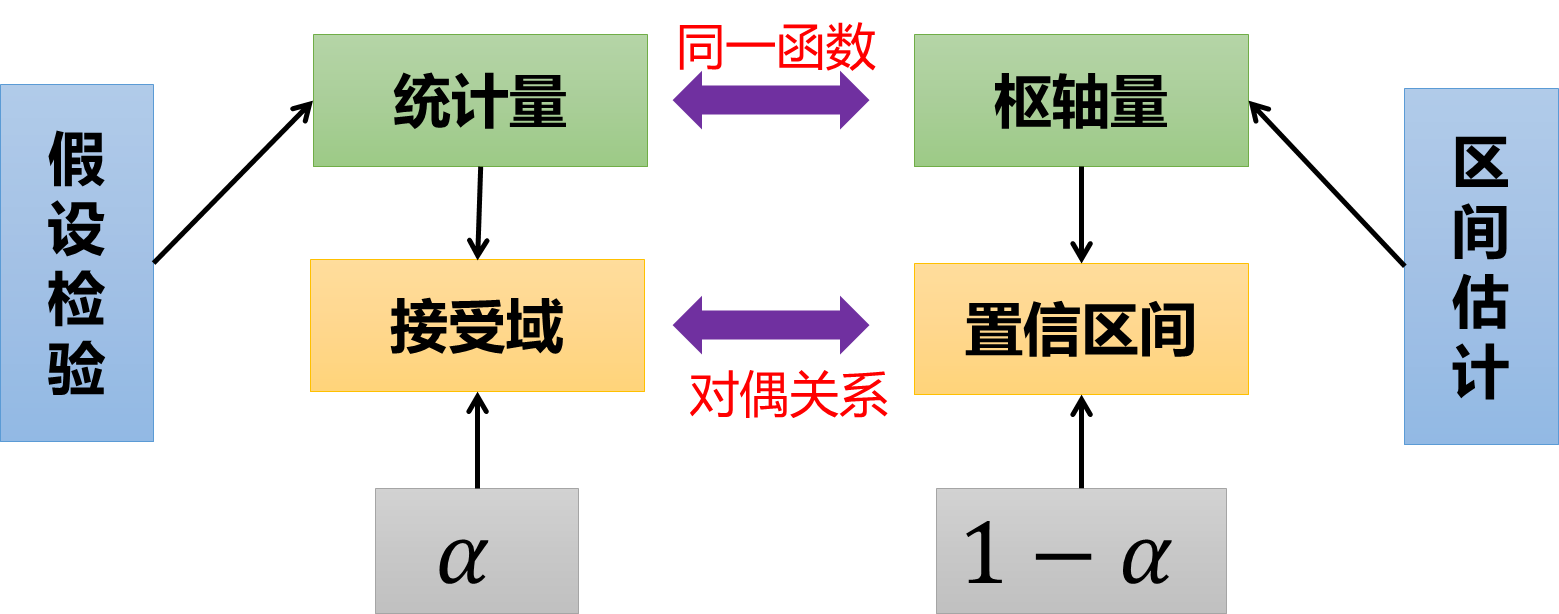 假设检验
统计量
同一函数
枢轴量
区间估计
接受域
对偶关系
置信区间
α
1 − α